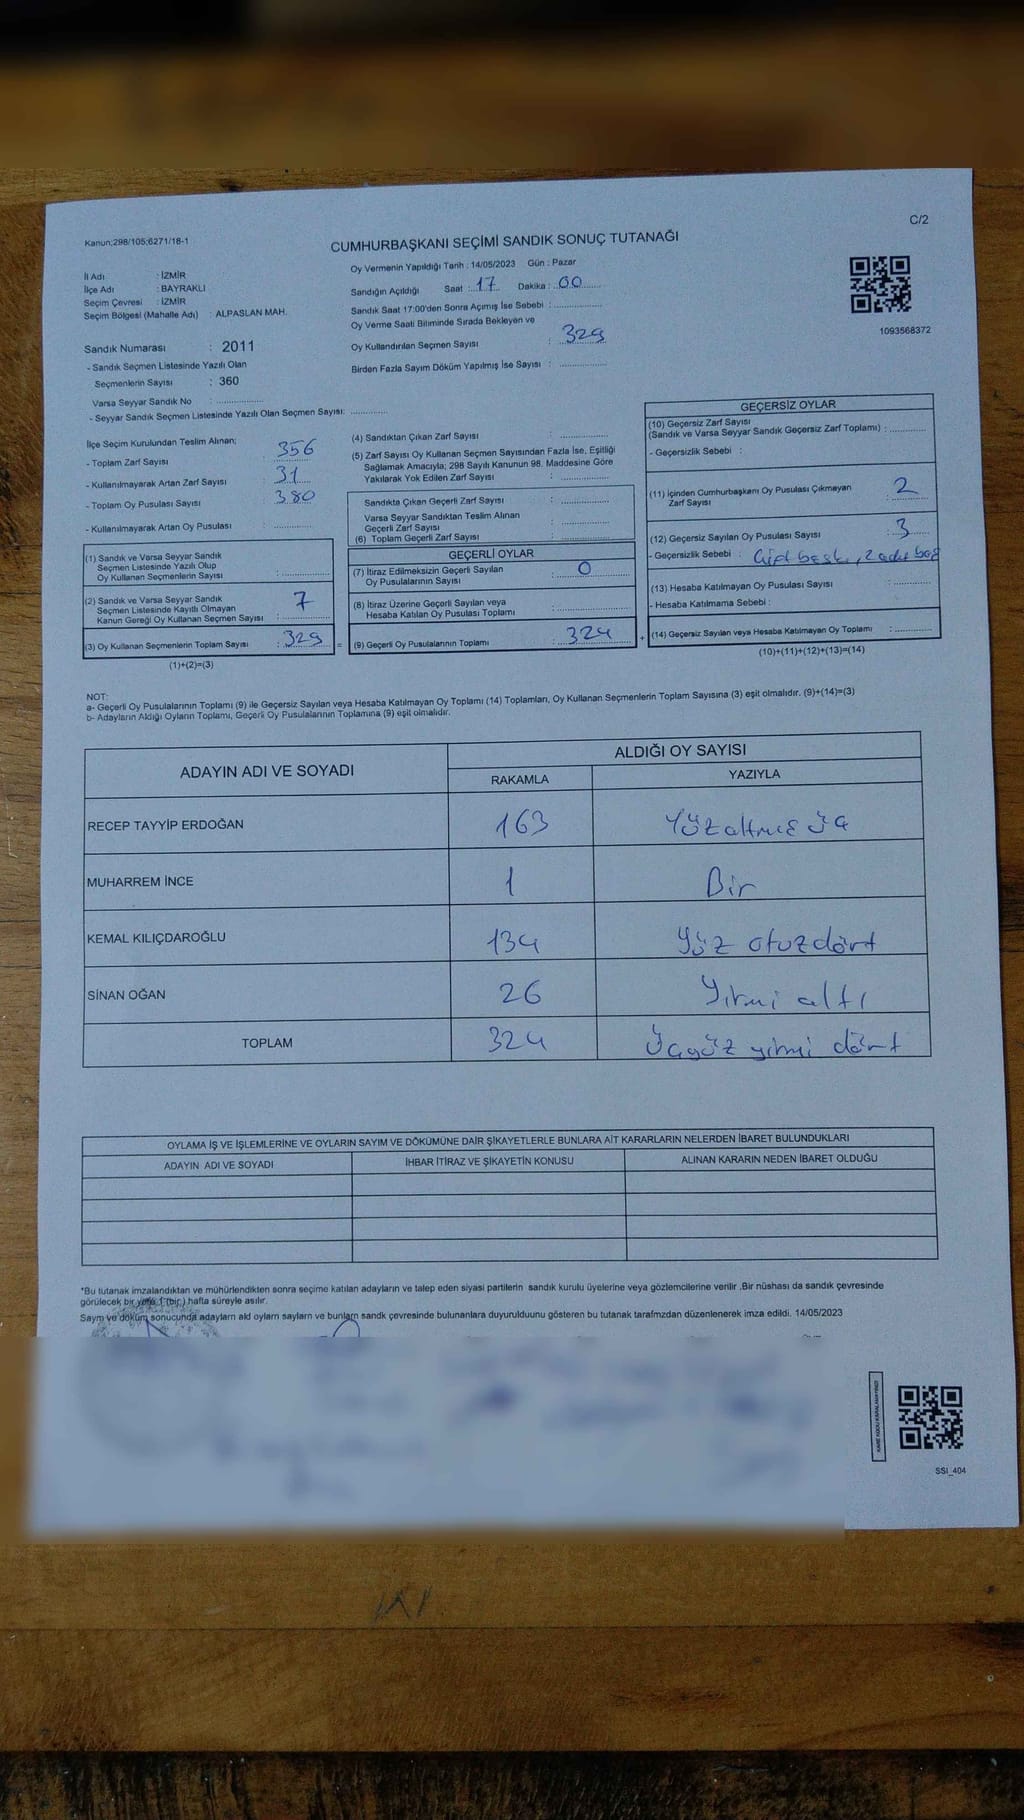 C/2
Kanun;298/105;6271/18-1
CUMHURBAŞKANI SEÇİMİ SANDIK SONUÇ TUTANAĞI
İl Adı : İZMİR
İlçe Adı : BAYRAKLI
Seçim Çevresi : İZMİR
Seçim Bölgesi (Mahalle Adı) : ALPASLAN MAH.
Oy Vermenin Yapıldığı Tarih : 14/05/2023 Gün : Pazar
Sandığın Açıldığı Saat : 17 Dakika : 00
Sandık Saat 17:00'den Sonra Açımış İse Sebebi :
Oy Verme Saati Bitiminde Sırada Bekleyen ve
Oy Kullandırılan Seçmen Sayısı : 329
Birden Fazla Sayım Döküm Yapılmış İse Sayısı :
1093568372
Sandık Numarası : 2011
- Sandık Seçmen Listesinde Yazılı Olan
Seçmenlerin Sayısı : 360
Varsa Seyyar Sandık No :
- Seyyar Sandık Seçmen Listesinde Yazılı Olan Seçmen Sayısı:
İlçe Seçim Kurulundan Teslim Alınan;
- Toplam Zarf Sayısı : 356
- Kullanılmayarak Artan Zarf Sayısı : 31
- Toplam Oy Pusulası Sayısı : 380
- Kullanılmayarak Artan Oy Pusulası :
(1) Sandık ve Varsa Seyyar Sandık
Seçmen Listesinde Yazılı Olup
Oy Kullanan Seçmenlerin Sayısı :
(2) Sandık ve Varsa Seyyar Sandık
Seçmen Listesinde Kayıtlı Olmayan
Kanun Gereği Oy Kullanan Seçmen Sayısı : 7
(3) Oy Kullanan Seçmenlerin Toplam Sayısı : 329 =
(1)+(2)=(3)
(4) Sandıktan Çıkan Zarf Sayısı :
(5) Zarf Sayısı Oy Kullanan Seçmen Sayısından Fazla İse, Eşitliği
Sağlamak Amacıyla; 298 Sayılı Kanunun 98. Maddesine Göre
Yakılarak Yok Edilen Zarf Sayısı :
Sandıkta Çıkan Geçerli Zarf Sayısı :
Varsa Seyyar Sandıktan Teslim Alınan
Geçerli Zarf Sayısı :
(6) Toplam Geçerli Zarf Sayısı :
GEÇERLİ OYLAR
(7) İtiraz Edilmeksizin Geçerli Sayılan
Oy Pusulalarının Sayısı : 0
(8) İtiraz Üzerine Geçerli Sayılan veya
Hesaba Katılan Oy Pusulası Toplamı :
(9) Geçerli Oy Pusulalarının Toplamı : 324 +
GEÇERSİZ OYLAR
(10) Geçersiz Zarf Sayısı
(Sandık ve Varsa Seyyar Sandık Geçersiz Zarf Toplamı) :
- Geçersizlik Sebebi :
(11) İçinden Cumhurbaşkanı Oy Pusulası Çıkmayan
Zarf Sayısı : 2
(12) Geçersiz Sayılan Oy Pusulası Sayısı : 3
- Geçersizlik Sebebi : Çift baskı, 2 adet boş
(13) Hesaba Katılmayan Oy Pusulası Sayısı :
- Hesaba Katılmama Sebebi :
(14) Geçersiz Sayılan veya Hesaba Katılmayan Oy Toplamı :
(10)+(11)+(12)+(13)=(14)
NOT:
a- Geçerli Oy Pusulalarının Toplamı (9) ile Geçersiz Sayılan veya Hesaba Katılmayan Oy Toplamı (14) Toplamları, Oy Kullanan Seçmenlerin Toplam Sayısına (3) eşit olmalıdır. (9)+(14)=(3)
b- Adayların Aldığı Oyların Toplamı, Geçerli Oy Pusulalarının Toplamına (9) eşit olmalıdır.
ADAYIN ADI VE SOYADI ALDIĞI OY SAYISI
RAKAMLA YAZIYLA
RECEP TAYYİP ERDOĞAN 163 Yüzaltmış üç
MUHARREM İNCE 1 Bir
KEMAL KILIÇDAROĞLU 134 Yüz otuzdört
SİNAN OĞAN 26 Yirmi altı
TOPLAM 324 Üçyüz yirmi dört
OYLAMA İŞ VE İŞLEMLERİNE VE OYLARIN SAYIM VE DÖKÜMÜNE DAİR ŞİKAYETLERLE BUNLARA AİT KARARLARIN NELERDEN İBARET BULUNDUKLARI
ADAYIN ADI VE SOYADI İHBAR İTİRAZ VE ŞİKAYETİN KONUSU ALINAN KARARIN NEDEN İBARET OLDUĞU
*Bu tutanak imzalandıktan ve mühürlendikten sonra seçime katılan adayların ve talep eden siyasi partilerin sandık kurulu üyelerine veya gözlemcilerine verilir .Bir nüshası da sandık çevresinde
görülecek bir yere 1 (bir ) hafta süreyle asılır.
Sayım ve döküm sonucunda adayların ald oyların sayların ve bunların sandk çevresinde bulunanlara duyurulduunu gösteren bu tutanak tarafmzdan düzenlenerek imza edildi. 14/05/2023
SSI_404